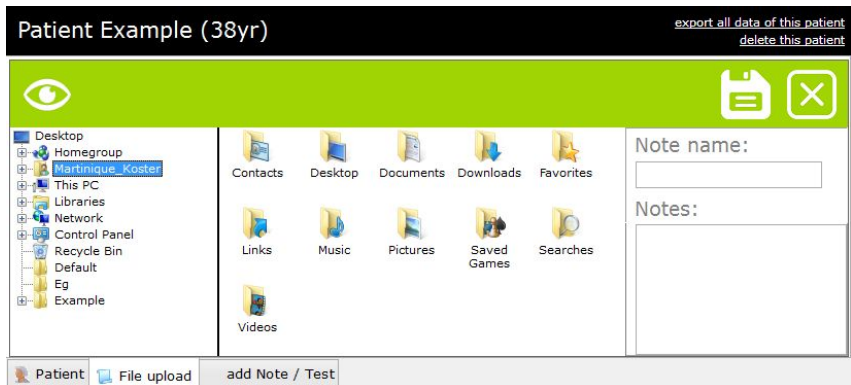 Patient Example (38yr)
export all data of this patient
delete this patient
Desktop
Homegroup
Martinique_Koster
This PC
Libraries
Network
Control Panel
Recycle Bin
Default
Eg
Example
Contacts Desktop Documents Downloads Favorites
Links Music Pictures Saved Games Searches
Videos
Note name:
Notes:
Patient File upload add Note / Test